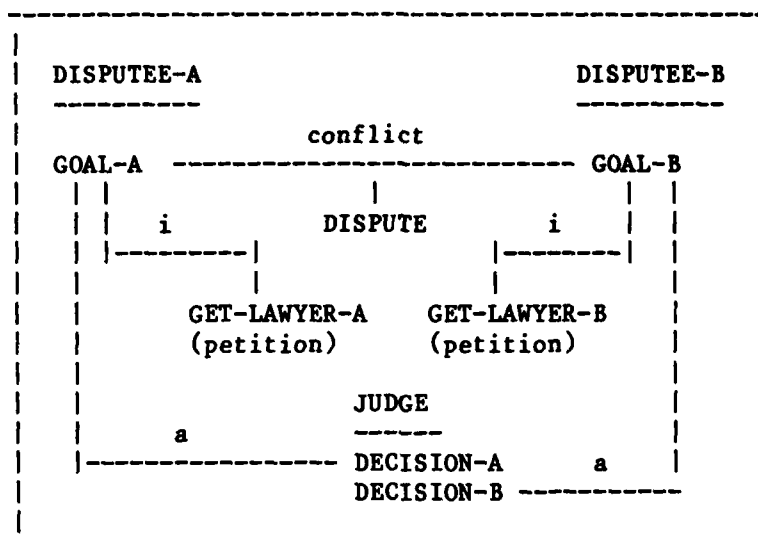 DISPUTEE-A DISPUTEE-B
conflict
GOAL-A GOAL-B
i DISPUTE i
GET-LAWYER-A GET-LAWYER-B
(petition) (petition)
JUDGE
a
DECISION-A a
DECISION-B